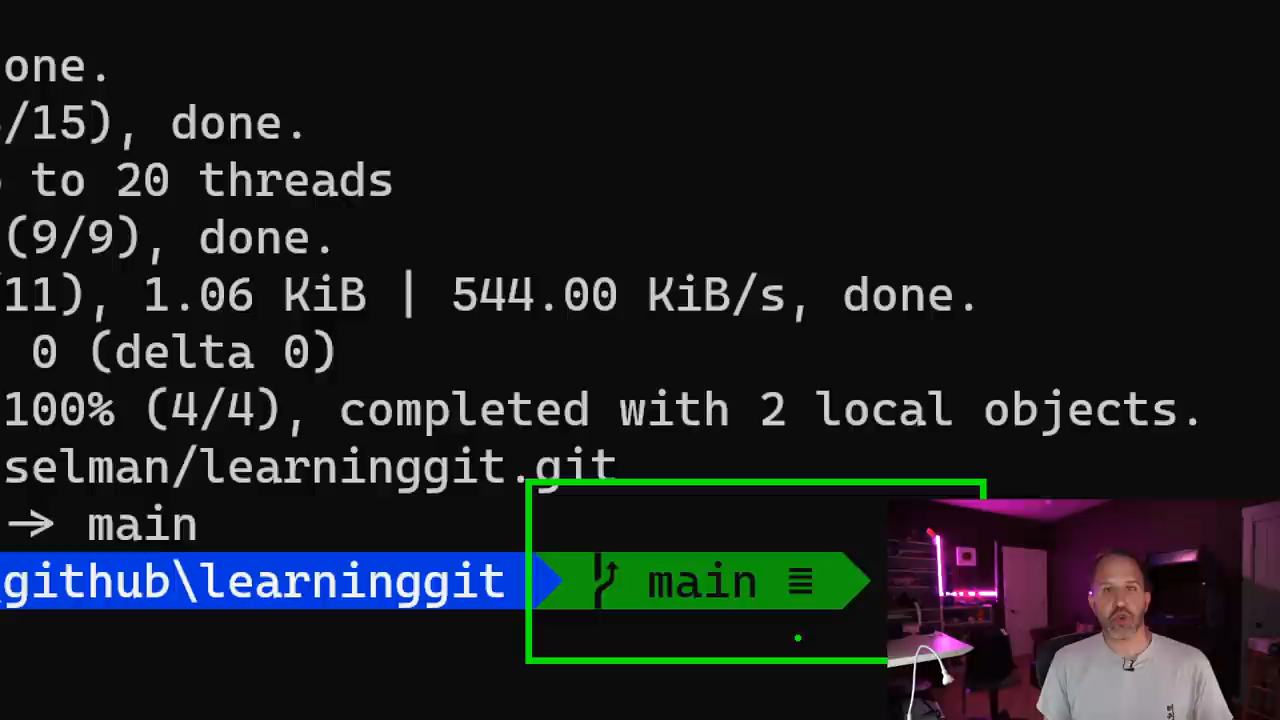 one.
/15), done.
to 20 threads
(9/9), done.
11), 1.06 KiB | 544.00 KiB/s, done.
0 (delta 0)
100% (4/4), completed with 2 local objects.
selman/learninggit.git
-> main
github\learninggit main ≡